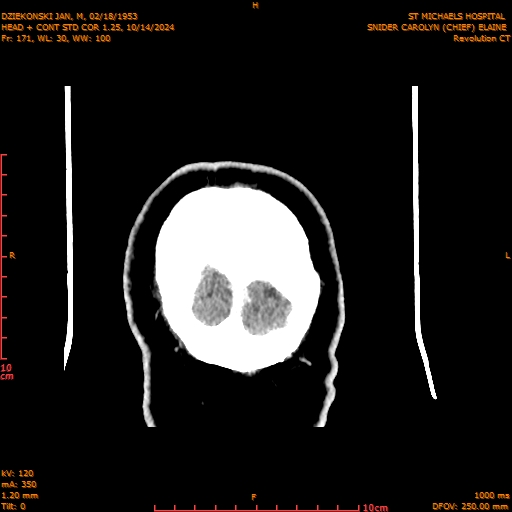 H
DZIEKONSKI JAN, M, 02/18/1953
HEAD + CONT STD COR 1.25, 10/14/2024
Fr: 171, WL: 30, WW: 100
ST MICHAELS HOSPITAL
SNIDER CAROLYN (CHIEF) ELAINE
Revolution CT
R
L
10
cm
kV: 120
mA: 350
1.20 mm
Tilt: 0
F
10cm
1000 ms
DFOV: 250.00 mm